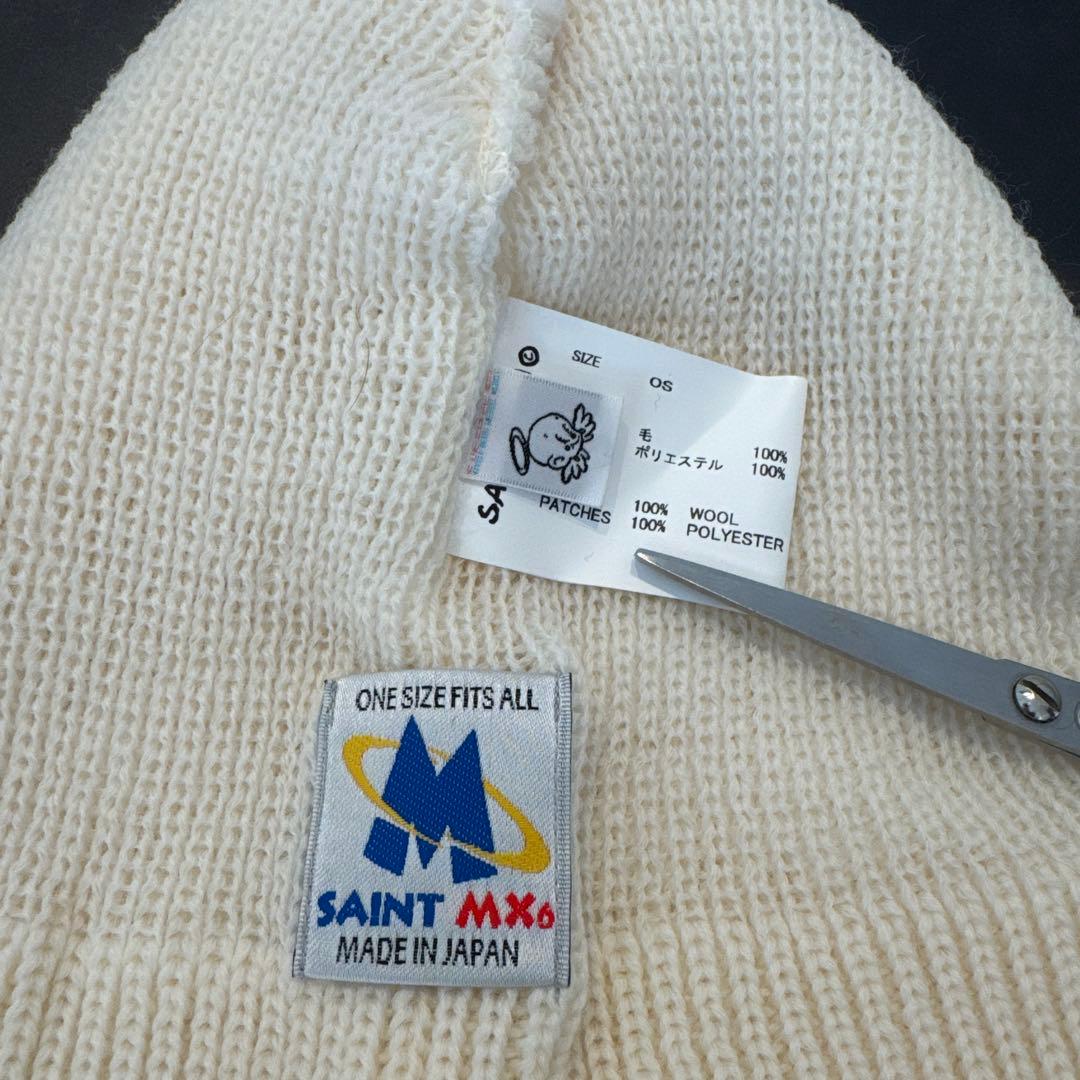 SIZE OS
毛 100%
ポリエステル 100%
100% WOOL
PATCHES 100% POLYESTER
SA
ONE SIZE FITS ALL
SAINT MX6
MADE IN JAPAN